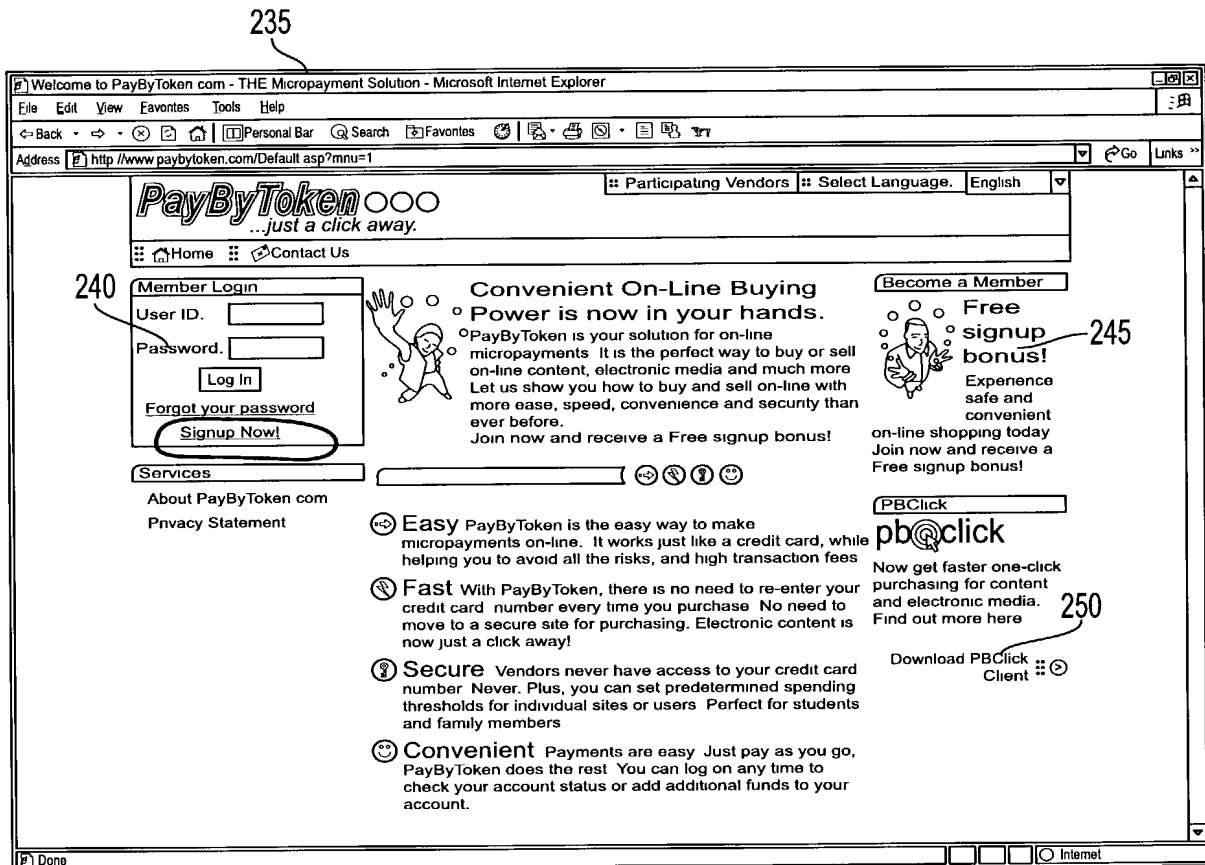 235
Welcome to PayByToken com - THE Micropayment Solution - Microsoft Internet Explorer
File Edit View Favorites Tools Help
Back Personal Bar Search Favorites
Address http //www paybytoken.com/Default asp?mnu=1 Go Links »
Participating Vendors Select Language. English
PayByToken
...just a click away.
Home Contact Us
240
Member Login
User ID.
Password.
Log In
Forgot your password
Signup Now!
Services
About PayByToken com
Privacy Statement
Convenient On-Line Buying
Power is now in your hands.
PayByToken is your solution for on-line
micropayments It is the perfect way to buy or sell
on-line content, electronic media and much more
Let us show you how to buy and sell on-line with
more ease, speed, convenience and security than
ever before.
Join now and receive a Free signup bonus!
Easy PayByToken is the easy way to make
micropayments on-line. It works just like a credit card, while
helping you to avoid all the risks, and high transaction fees
Fast With PayByToken, there is no need to re-enter your
credit card number every time you purchase No need to
move to a secure site for purchasing. Electronic content is
now just a click away!
Secure Vendors never have access to your credit card
number Never. Plus, you can set predetermined spending
thresholds for individual sites or users Perfect for students
and family members
Convenient Payments are easy Just pay as you go,
PayByToken does the rest You can log on any time to
check your account status or add additional funds to your
account.
Become a Member
Free
signup
bonus!
245
Experience
safe and
convenient
on-line shopping today
Join now and receive a
Free signup bonus!
PBClick
pb click
Now get faster one-click
purchasing for content
and electronic media.
Find out more here
250
Download PBClick
Client
Done
Internet